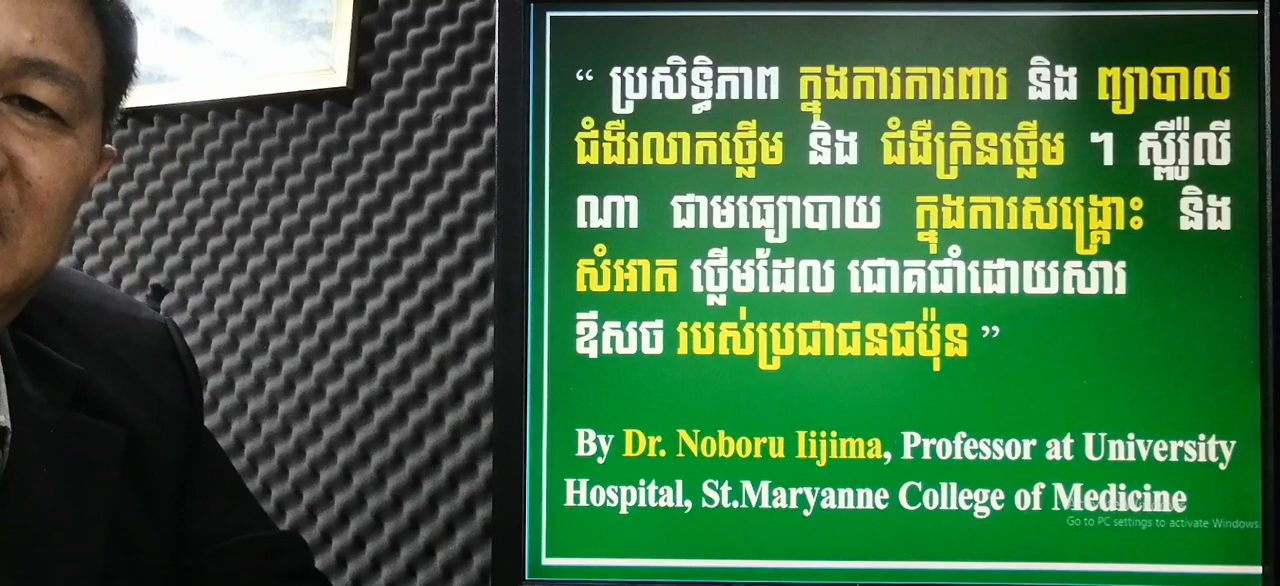 “ ប្រសិទ្ធិភាព ក្នុងការការពារ និង ព្យាបាល
ជំងឺរលាកថ្លើម និង ជំងឺក្រិនថ្លើម ។ ស្ពីរ៉ូលី
ណា ជាមធ្យោបាយ ក្នុងការសង្គ្រោះ និង
សំអាត ថ្លើមដែល ជោគជាំដោយសារ
ឱសថ របស់ប្រជាជនជប៉ុន ”
By Dr. Noboru Iijima, Professor at University
Hospital, St.Maryanne College of Medicine
Go to PC settings to activate Windows.